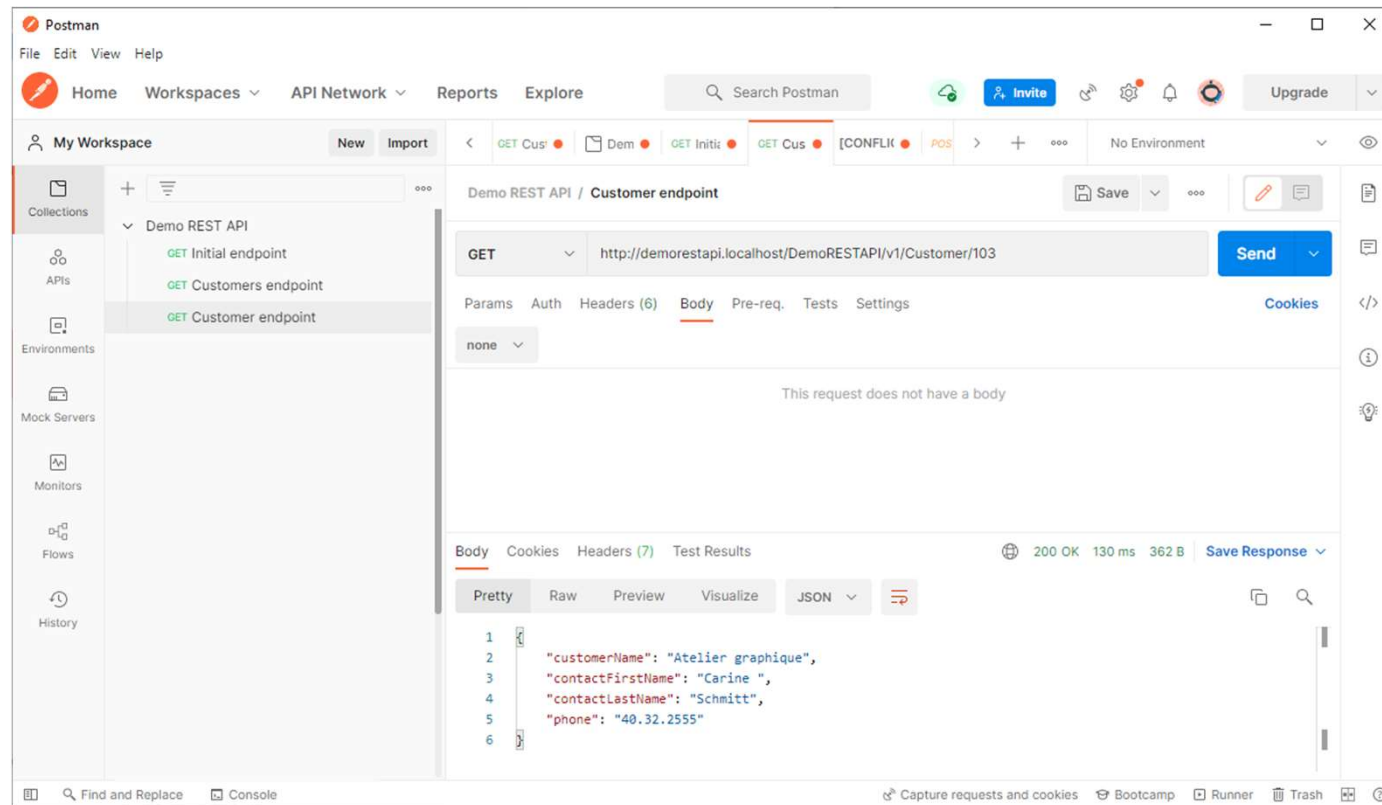 Postman
File Edit View Help
Home Workspaces API Network Reports Explore Search Postman Invite Upgrade
My Workspace New Import GET Cus Dem GET Initia GET Cus [CONFLIC POS No Environment
Collections
APIs
Environments
Mock Servers
Monitors
Flows
History
Demo REST API
GET Initial endpoint
GET Customers endpoint
GET Customer endpoint
Demo REST API / Customer endpoint Save
GET http://demorestapi.localhost/DemoRESTAPI/v1/Customer/103 Send
Params Auth Headers (6) Body Pre-req. Tests Settings Cookies
none
This request does not have a body
Body Cookies Headers (7) Test Results 200 OK 130 ms 362 B Save Response
Pretty Raw Preview Visualize JSON
1 {
2 "customerName": "Atelier graphique",
3 "contactFirstName": "Carine ",
4 "contactLastName": "Schmitt",
5 "phone": "40.32.2555"
6 }
Find and Replace Console Capture requests and cookies Bootcamp Runner Trash